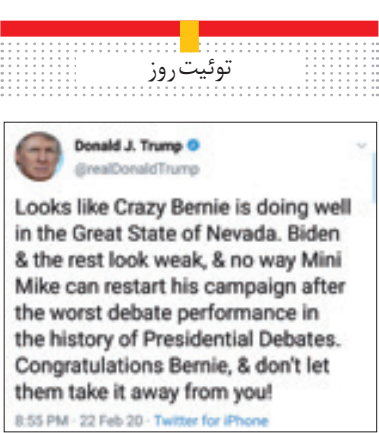 توئیت روز
Donald J. Trump
@realDonaldTrump
Looks like Crazy Bernie is doing well
in the Great State of Nevada. Biden
& the rest look weak, & no way Mini
Mike can restart his campaign after
the worst debate performance in
the history of Presidential Debates.
Congratulations Bernie, & don't let
them take it away from you!
8:55 PM · 22 Feb 20 · Twitter for iPhone